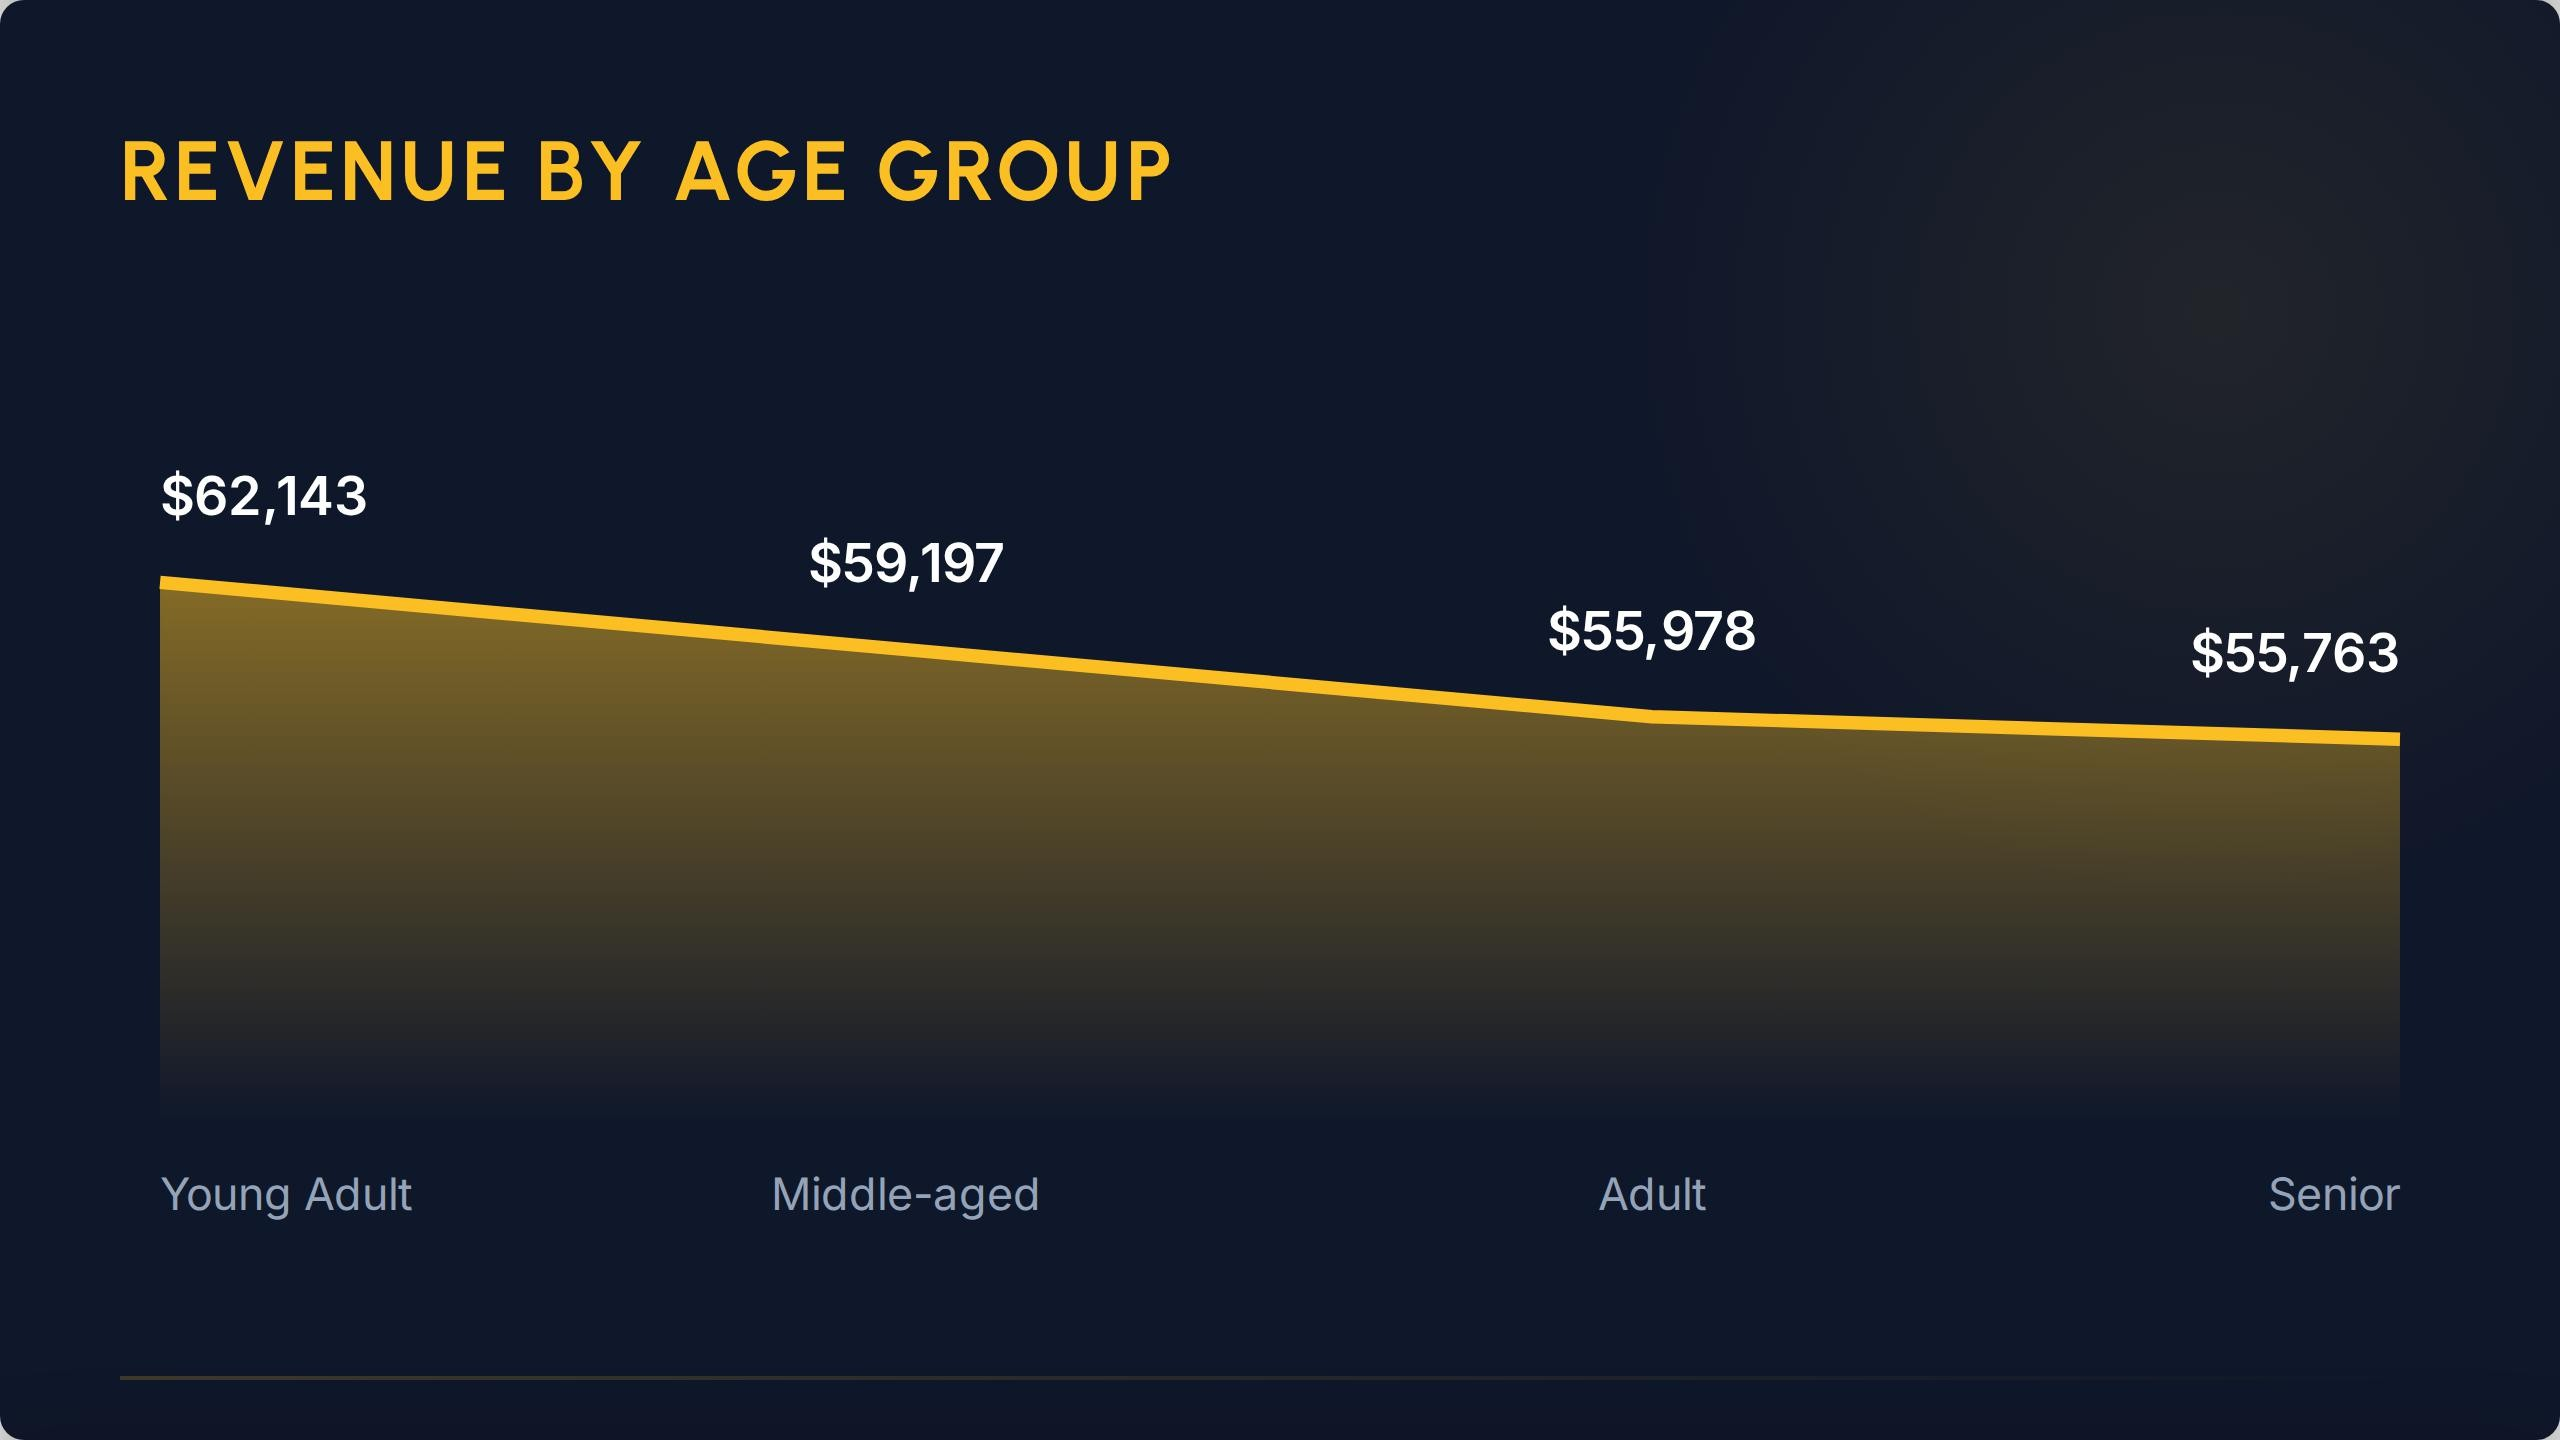 REVENUE BY AGE GROUP
$62,143
$59,197
$55,978
$55,763
Young Adult
Middle-aged
Adult
Senior